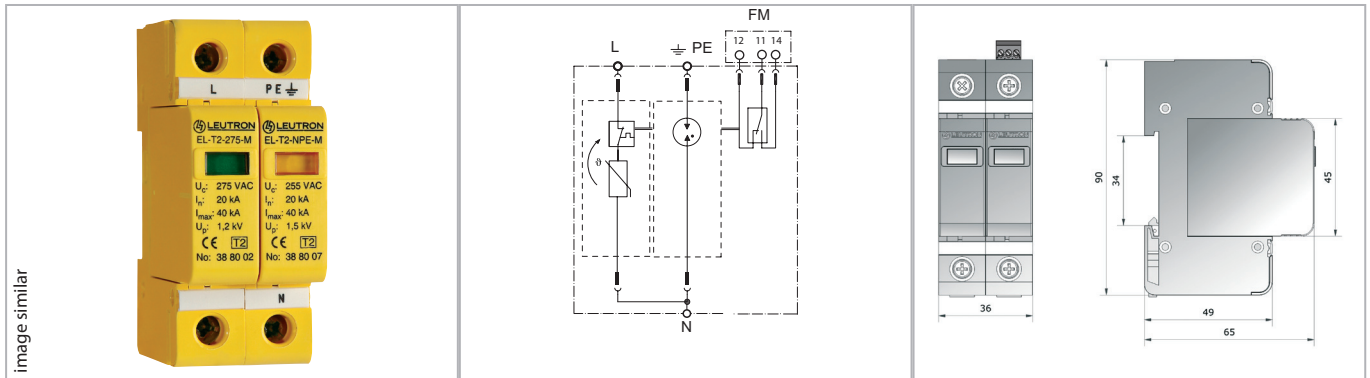 L
PE
LEUTRON
EL-T2-275-M
Uc: 275 VAC
In: 20 kA
Imax: 40 kA
Up: 1,2 kV
CE T2
No: 38 80 02
LEUTRON
EL-T2-NPE-M
Uc: 255 VAC
In: 20 kA
Imax: 40 kA
Up: 1,5 kV
CE T2
No: 38 80 07
N
image similar
FM
12 11 14
L
PE
ϑ
N
36
90
34
45
49
65